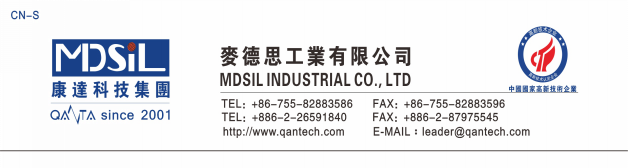 CN-S
MDSiL
康達科技集團
QANTA since 2001
麥德思工業有限公司
MDSIL INDUSTRIAL CO., LTD
TEL: +86-755-82883586 FAX: +86-755-82883596
TEL: +886-2-26591840 FAX: +886-2-87975545
http://www.qantech.com E-MAIL：leader@qantech.com
中國國家高新技術企業